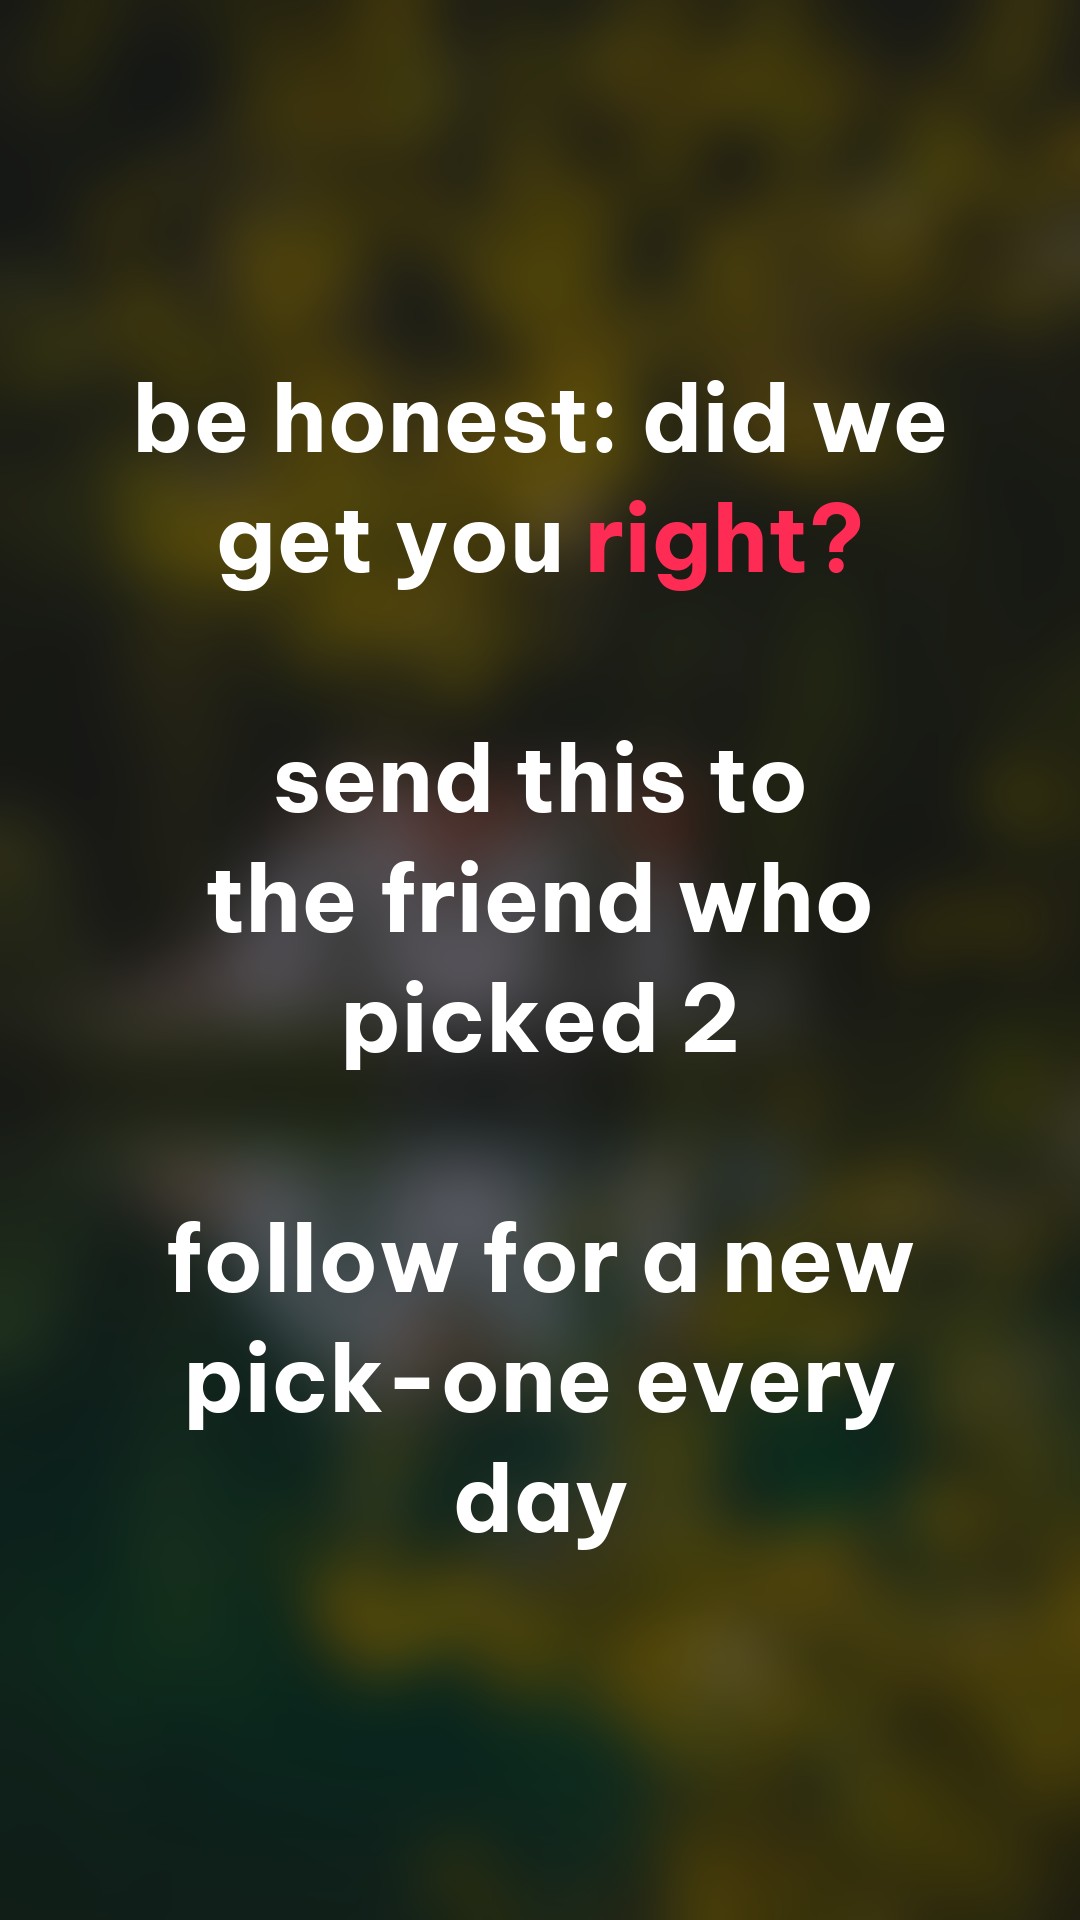 be honest: did we
get you right?
send this to
the friend who
picked 2
follow for a new
pick-one every
day